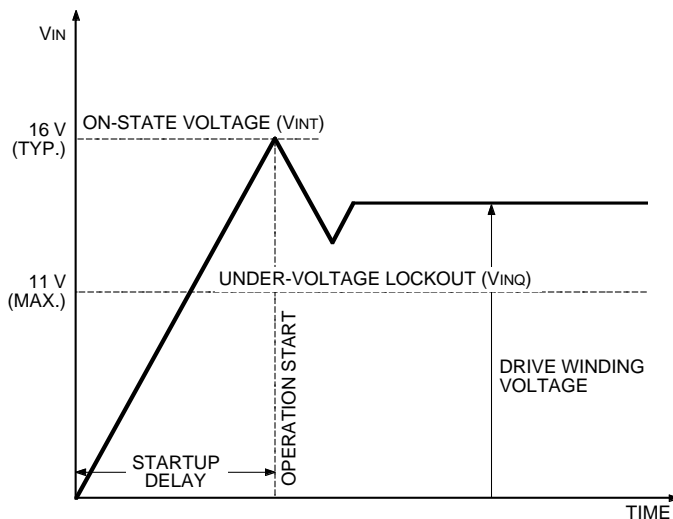 VIN
ON-STATE VOLTAGE (VINT)
16 V
(TYP.)
UNDER-VOLTAGE LOCKOUT (VINQ)
11 V
(MAX.)
OPERATION START
DRIVE WINDING
VOLTAGE
STARTUP
DELAY
TIME